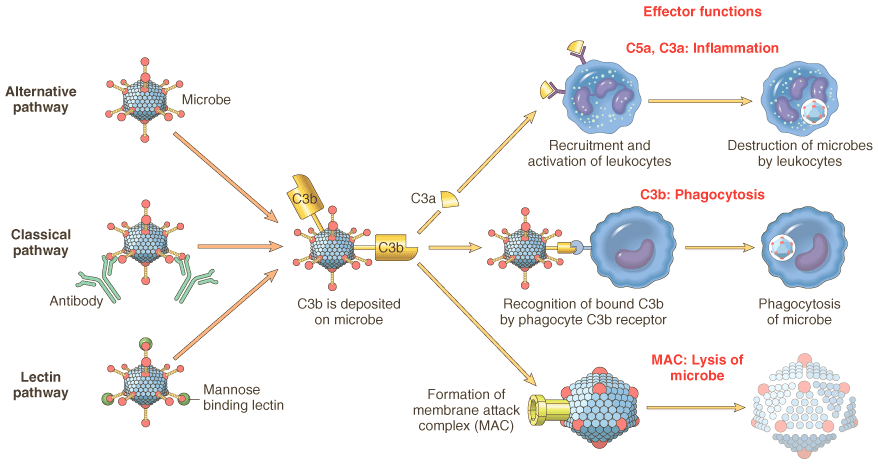 Effector functions
C5a, C3a: Inflammation
Alternative
pathway
Microbe
Recruitment and
activation of leukocytes
Destruction of microbes
by leukocytes
C3b
C3a
C3b: Phagocytosis
Classical
pathway
C3b
Antibody
C3b is deposited
on microbe
Recognition of bound C3b
by phagocyte C3b receptor
Phagocytosis
of microbe
MAC: Lysis of
microbe
Lectin
pathway
Mannose
binding lectin
Formation of
membrane attack
complex (MAC)